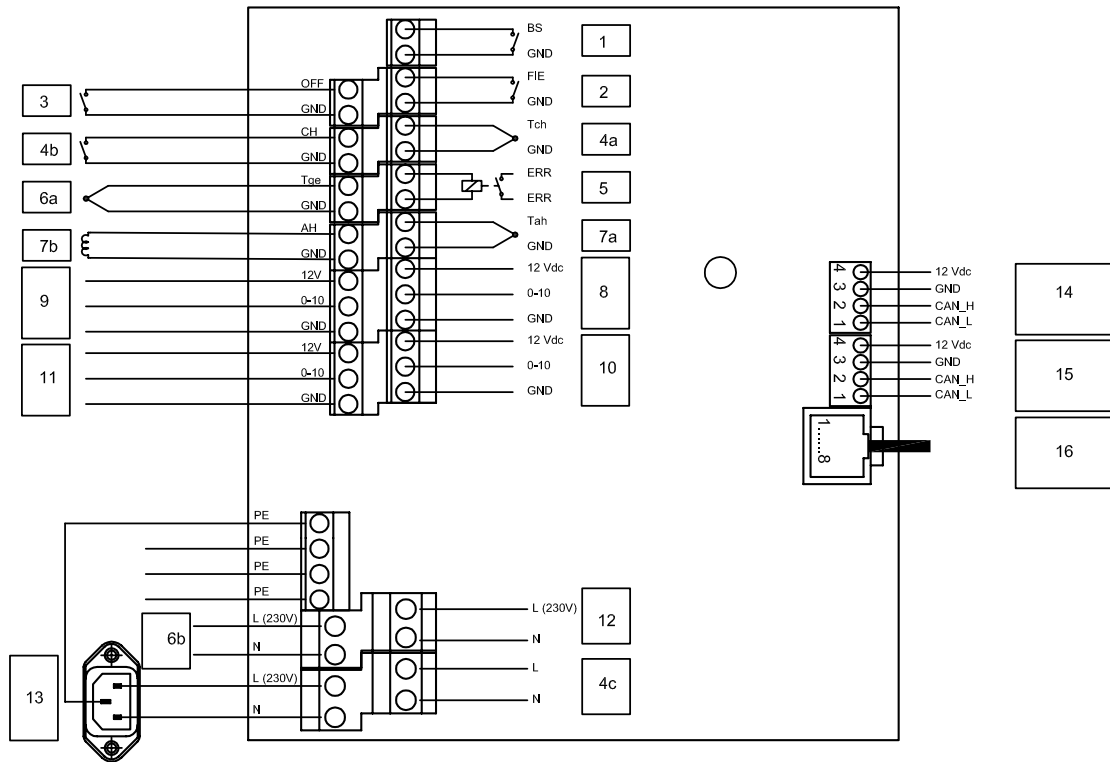 BS
GND
1
FIE
GND
2
OFF
GND
3
Tch
GND
4a
CH
GND
4b
ERR
ERR
5
Tge
GND
6a
Tah
GND
7a
AH
GND
7b
12 Vdc
0-10
GND
8
12V
0-10
GND
9
12 Vdc
0-10
GND
10
12V
0-10
GND
11
4
3
2
1
12 Vdc
GND
CAN_H
CAN_L
14
4
3
2
1
12 Vdc
GND
CAN_H
CAN_L
15
1......8
16
PE
PE
PE
PE
L (230V)
N
6b
L (230V)
N
12
L (230V)
N
13
L
N
4c